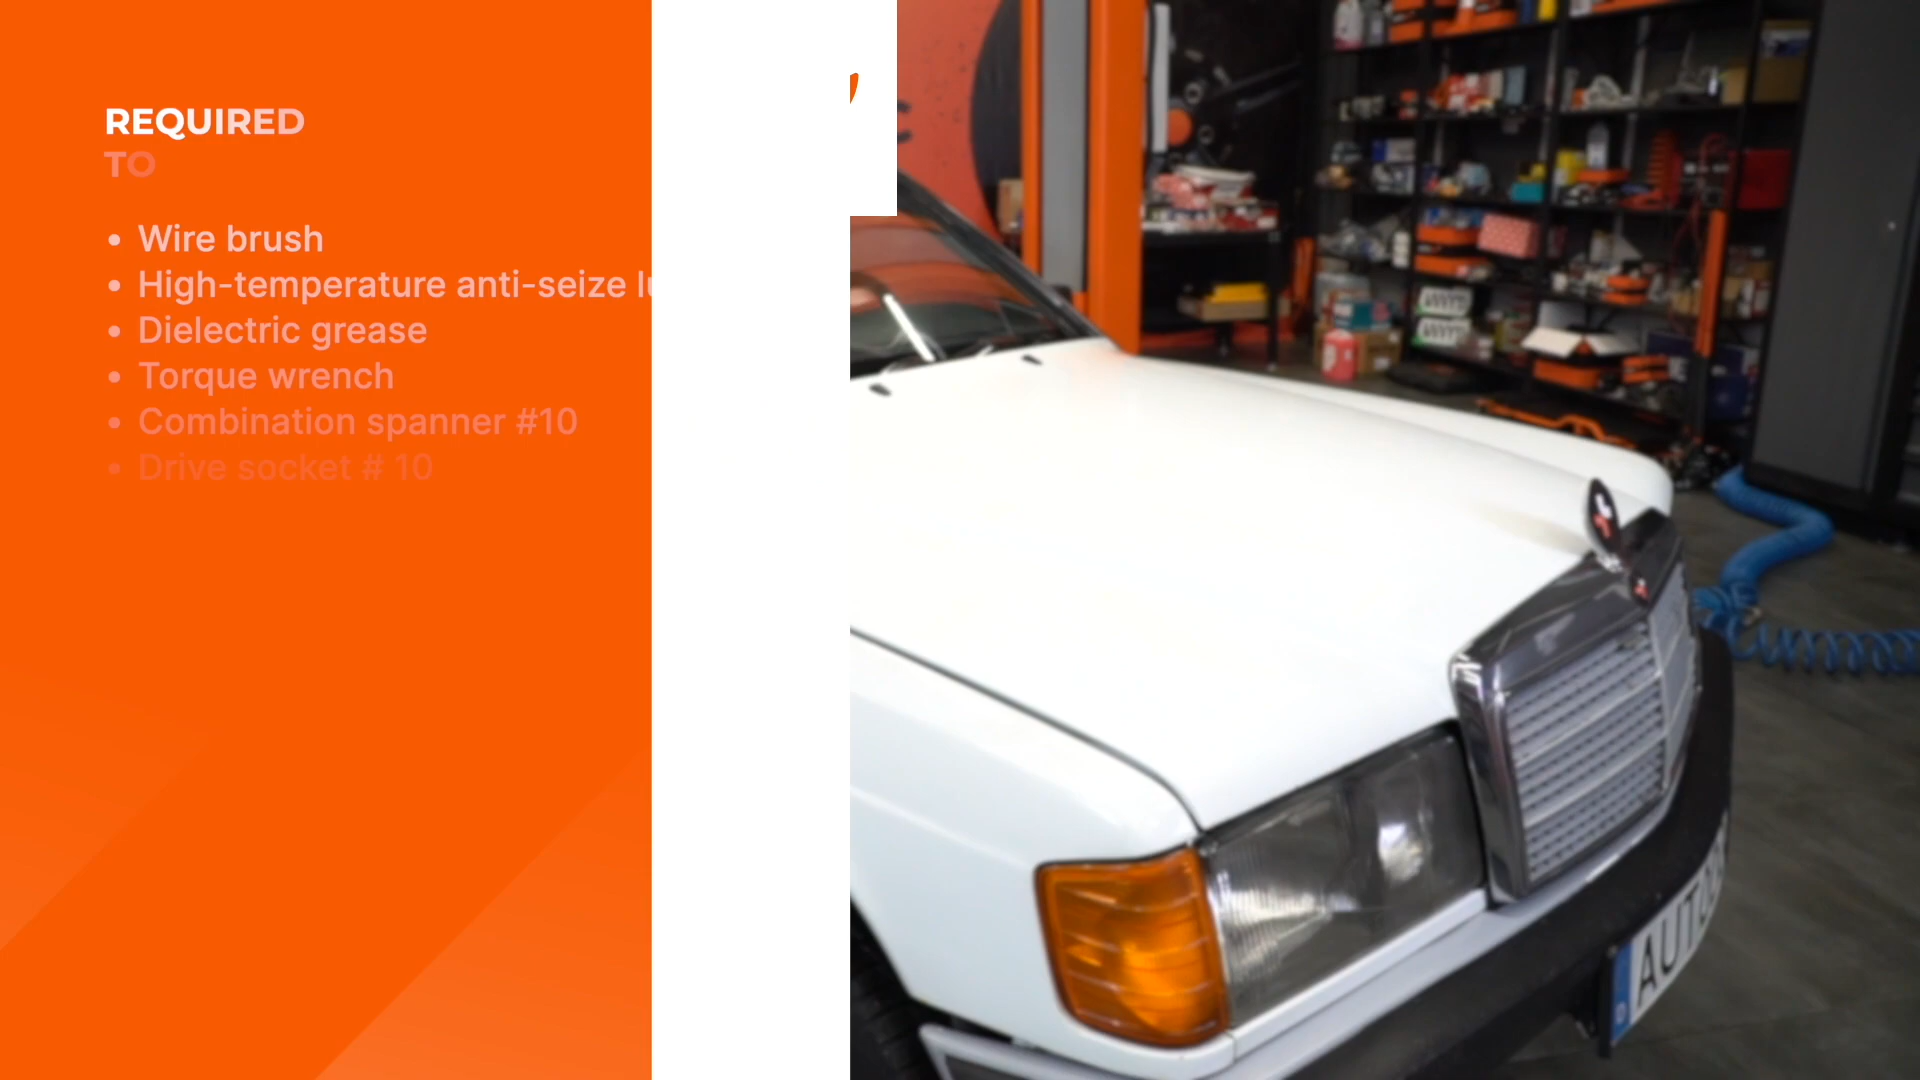 REQUIRED
TO
• Wire brush
• High-temperature anti-seize
• Dielectric grease
• Torque wrench
• Combination spanner #10
• Drive socket # 10